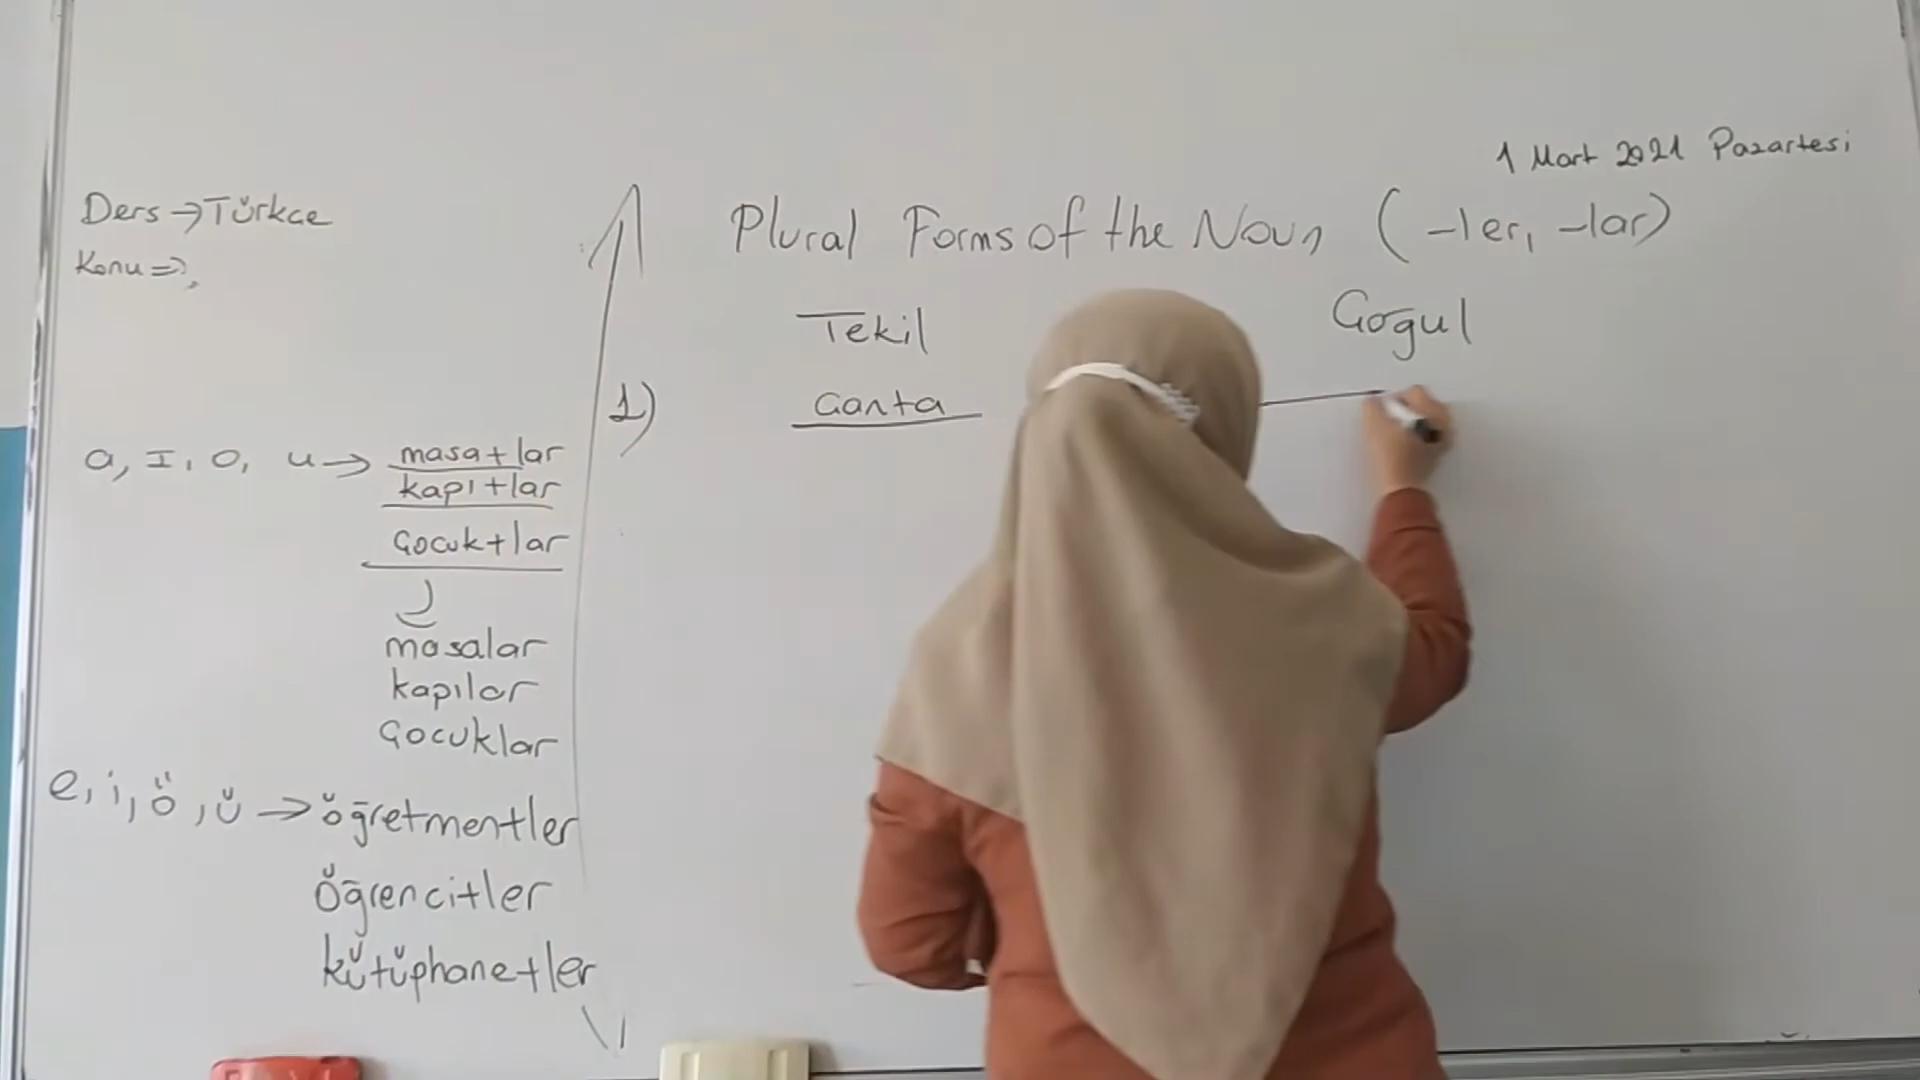 1 Mart 2021 Pazartesi
Ders → Türkçe
Konu ⇒
Plural Forms of the Noun (-ler, -lar)
Tekil
Çoğul
1)
Çanta
a, I, o, u → masa+lar
kapı+lar
Çocuk+lar
masalar
kapılar
Çocuklar
e, i, ö, ü → öğretmen+ler
öğrenci+ler
kütüphane+ler